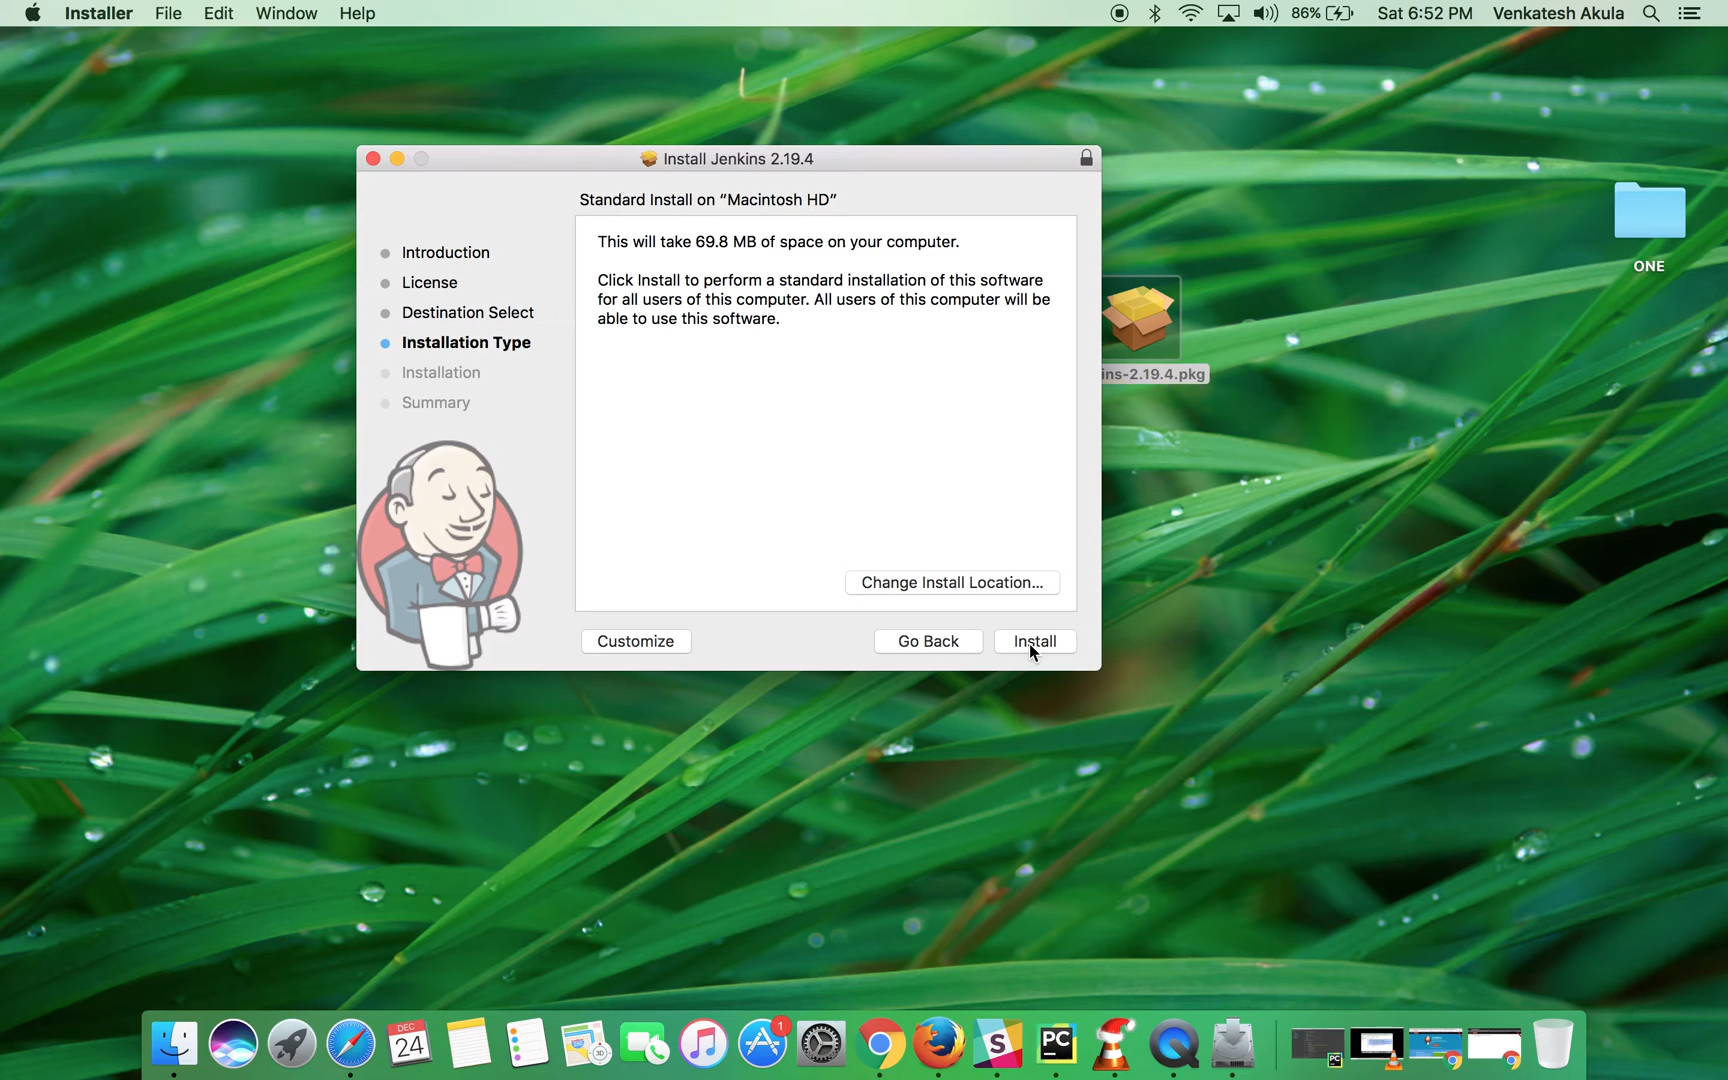 Installer File Edit Window Help 86% Sat 6:52 PM Venkatesh Akula
Install Jenkins 2.19.4
Standard Install on “Macintosh HD”
Introduction
License
Destination Select
Installation Type
Installation
Summary
This will take 69.8 MB of space on your computer.
Click Install to perform a standard installation of this software
for all users of this computer. All users of this computer will be
able to use this software.
Change Install Location...
Customize Go Back Install
ONE
ins-2.19.4.pkg
DEC
24
3D
1
S
PC
PC